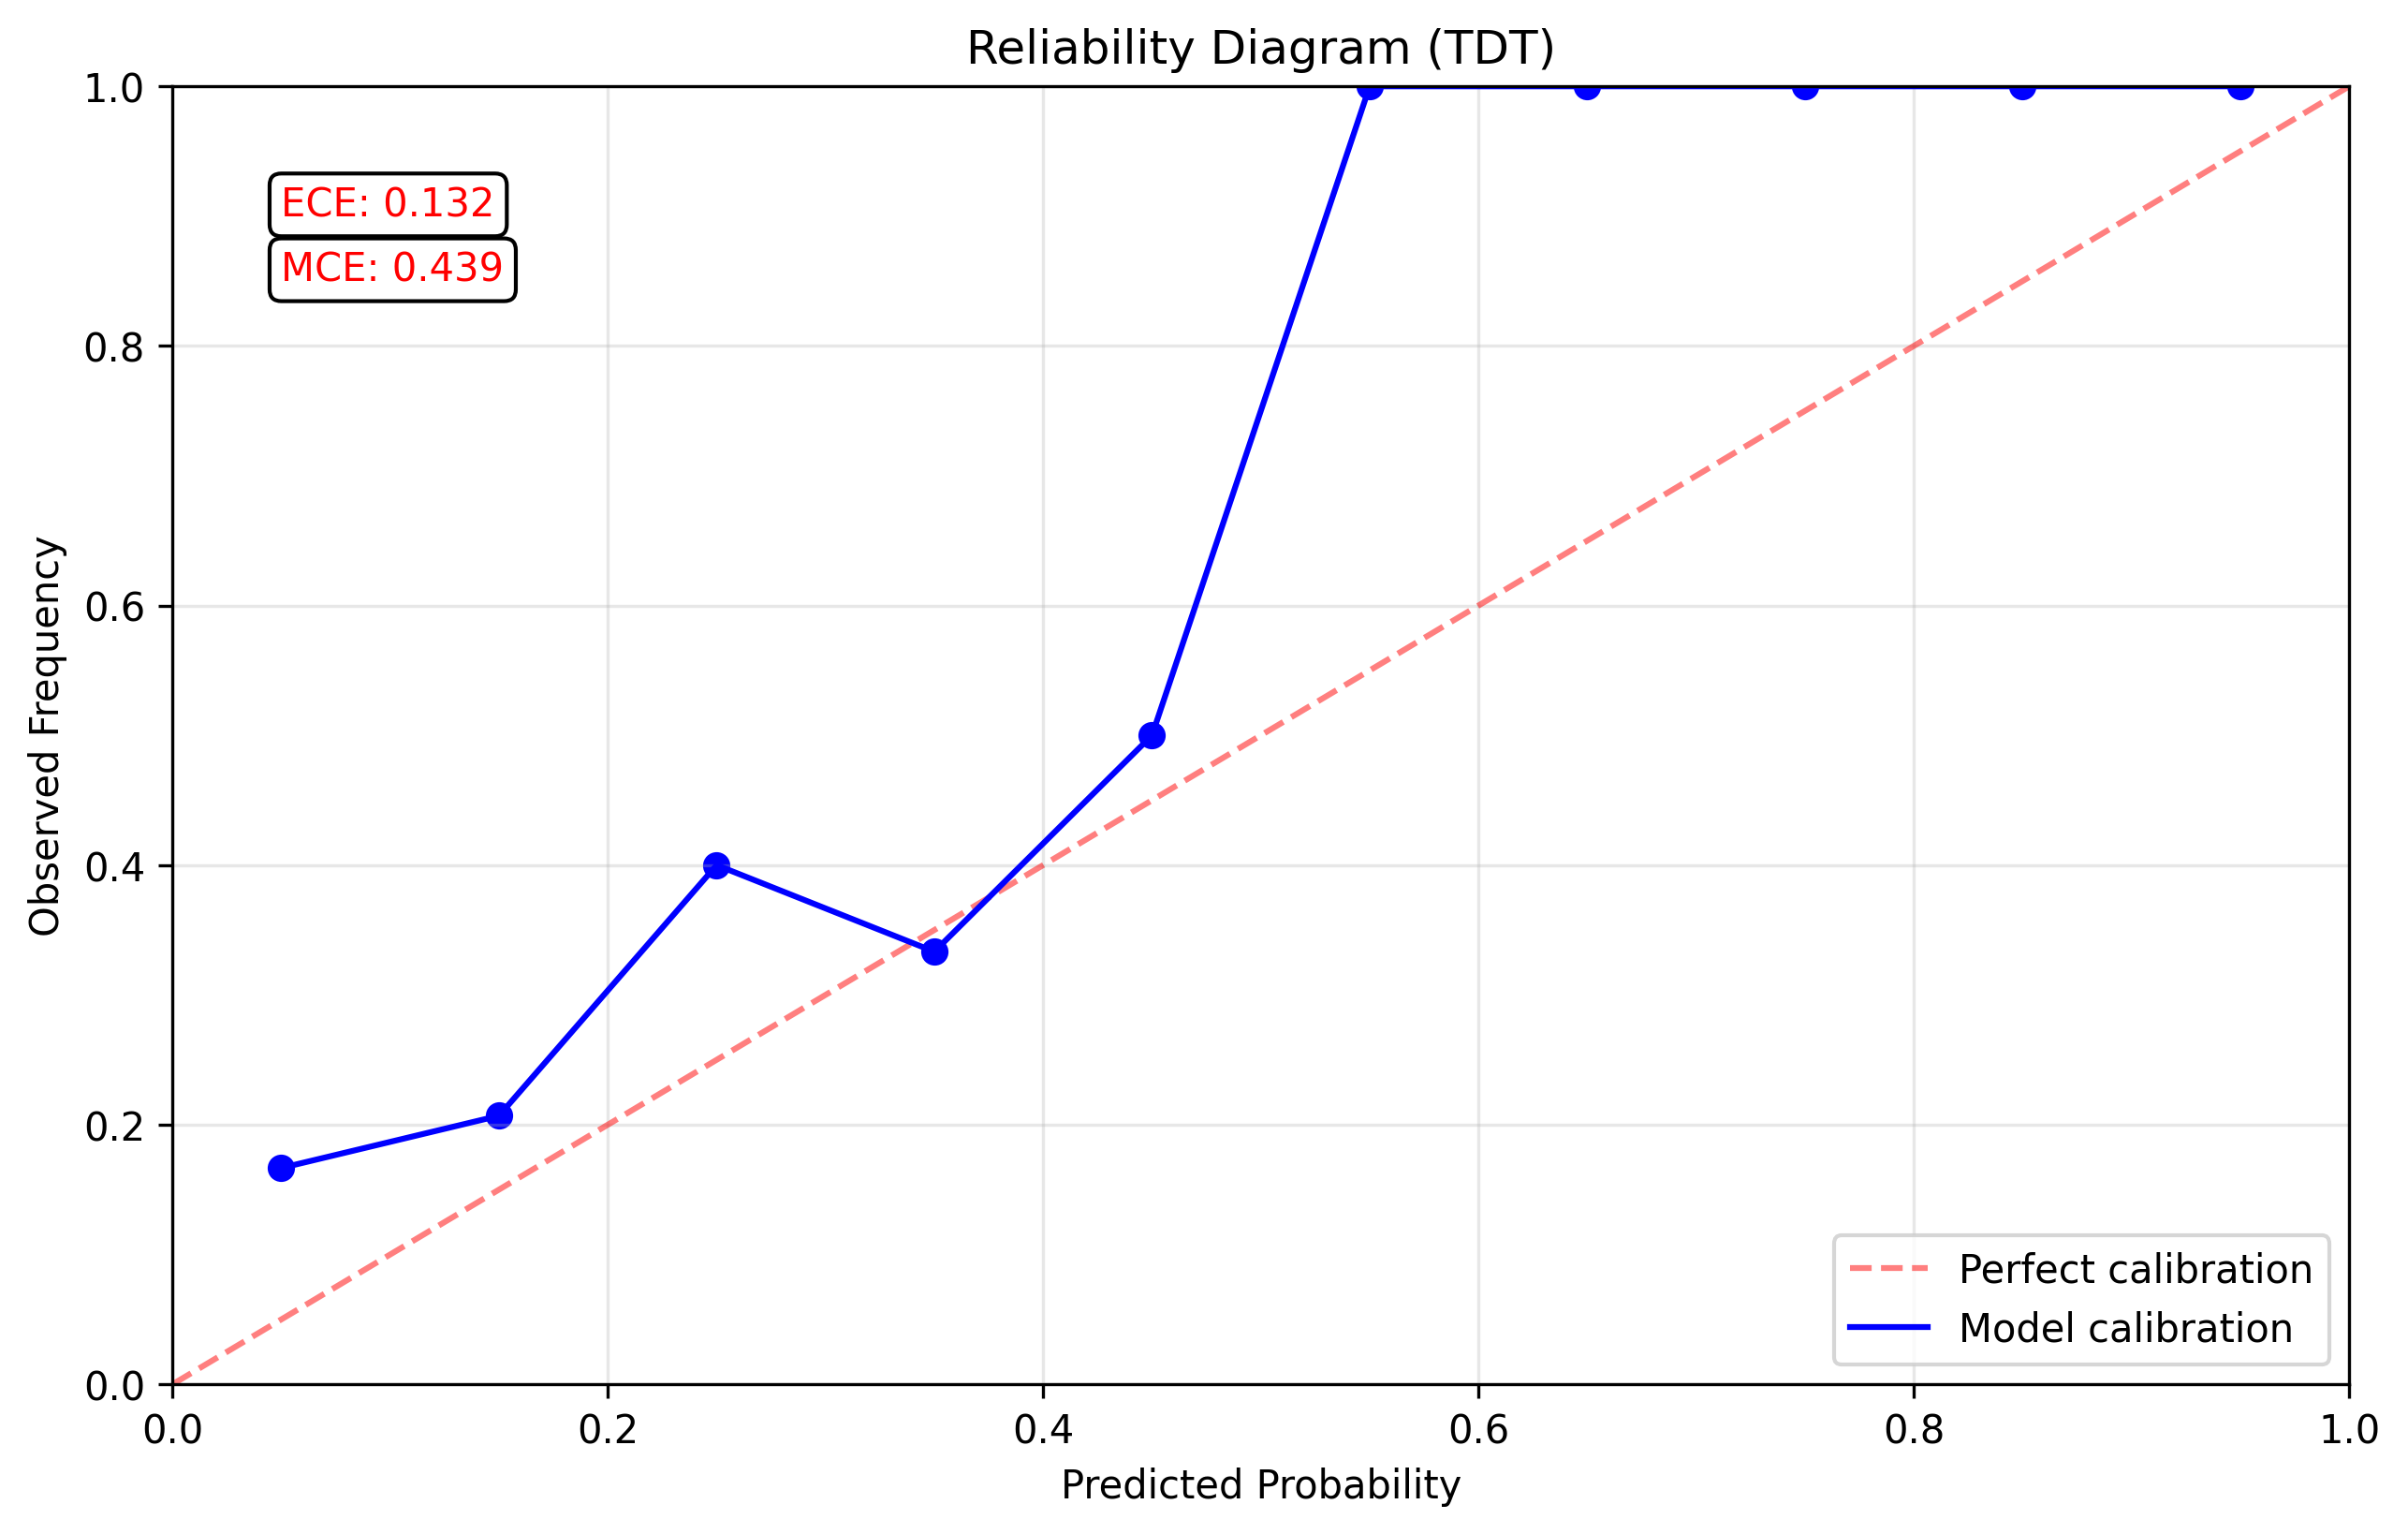 Reliability Diagram (TDT)
1.0
0.8
0.6
0.4
0.2
0.0
Observed Frequency
ECE: 0.132
MCE: 0.439
Perfect calibration
Model calibration
0.0 0.2 0.4 0.6 0.8 1.0
Predicted Probability